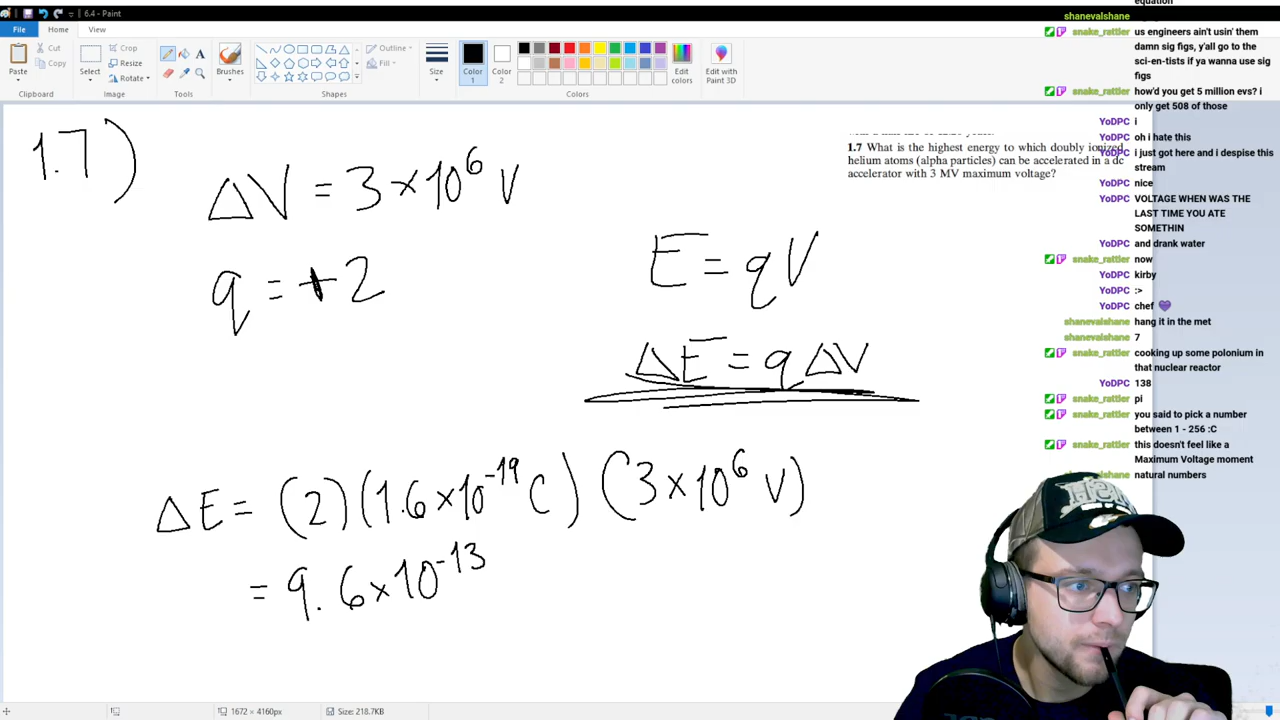 6.4 - Paint
File
Home
View
Paste
Cut
Copy
Clipboard
Select
Crop
Resize
Rotate
Image
Tools
Brushes
Shapes
Outline
Fill
Size
Color 1
Color 2
Edit colors
Colors
Edit with Paint 3D
1.7)
ΔV = 3×10⁶ V
q = +2
1.7 What is the highest energy to which doubly ionized
helium atoms (alpha particles) can be accelerated in a dc
accelerator with 3 MV maximum voltage?
E = qV
ΔE = qΔV
ΔE = (2)(1.6×10⁻¹⁹ C)(3×10⁶ V)
= 9.6×10⁻¹³
equation
shanevalshane
snake_rattler us engineers ain't usin' them
damn sig figs, y'all go to the
sci-en-tists if ya wanna use sig
figs
snake_rattler how'd you get 5 million evs? i
only get 508 of those
YoDPC i
YoDPC oh i hate this
YoDPC i just got here and i despise this
stream
YoDPC nice
YoDPC VOLTAGE WHEN WAS THE
LAST TIME YOU ATE
SOMETHIN
YoDPC and drank water
snake_rattler now
YoDPC kirby
YoDPC :>
YoDPC chef 💜
shanevalshane hang it in the met
shanevalshane 7
snake_rattler cooking up some polonium in
that nuclear reactor
YoDPC 138
snake_rattler pi
snake_rattler you said to pick a number
between 1 - 256 :C
snake_rattler this doesn't feel like a
Maximum Voltage moment
shanevalshane natural numbers
1672 × 4160px
Size: 218.7KB